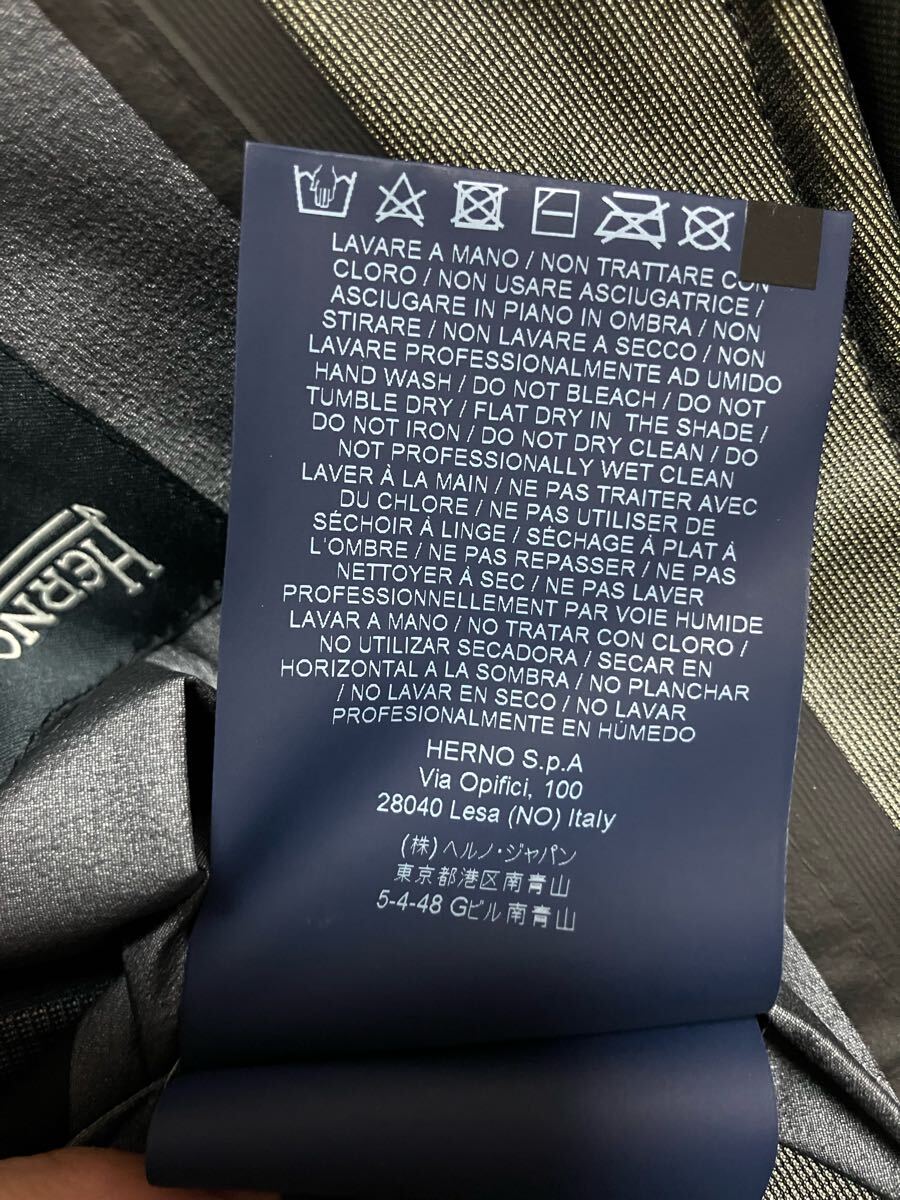 LAVARE A MANO / NON TRATTARE CON
CLORO / NON USARE ASCIUGATRICE /
ASCIUGARE IN PIANO IN OMBRA / NON
STIRARE / NON LAVARE A SECCO / NON
LAVARE PROFESSIONALMENTE AD UMIDO
HAND WASH / DO NOT BLEACH / DO NOT
TUMBLE DRY / FLAT DRY IN THE SHADE /
DO NOT IRON / DO NOT DRY CLEAN / DO
NOT PROFESSIONALLY WET CLEAN
LAVER À LA MAIN / NE PAS TRAITER AVEC
DU CHLORE / NE PAS UTILISER DE
SÉCHOIR À LINGE / SÉCHAGE À PLAT À
L'OMBRE / NE PAS REPASSER / NE PAS
NETTOYER À SEC / NE PAS LAVER
PROFESSIONNELLEMENT PAR VOIE HUMIDE
LAVAR A MANO / NO TRATAR CON CLORO /
NO UTILIZAR SECADORA / SECAR EN
HORIZONTAL A LA SOMBRA / NO PLANCHAR
/ NO LAVAR EN SECO / NO LAVAR
PROFESIONALMENTE EN HÚMEDO
HERNO S.p.A
Via Opifici, 100
28040 Lesa (NO) Italy
(株)ヘルノ・ジャパン
東京都港区南青山
5-4-48 Gビル南青山
HERNO